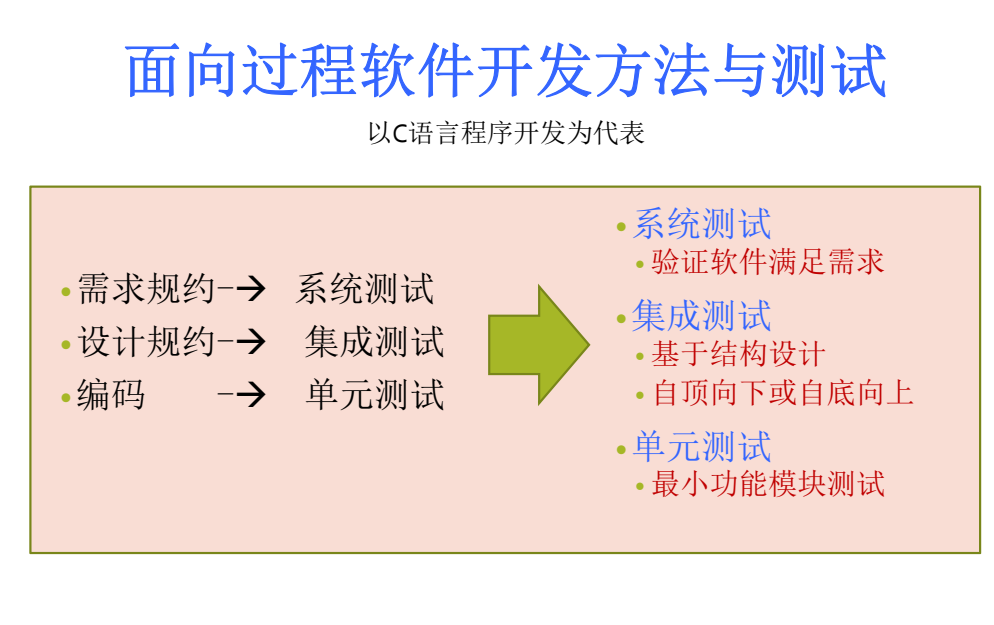 面向过程软件开发方法与测试
以C语言程序开发为代表
•需求规约-→ 系统测试
•设计规约-→ 集成测试
•编码 -→ 单元测试
•系统测试
•验证软件满足需求
•集成测试
•基于结构设计
•自顶向下或自底向上
•单元测试
•最小功能模块测试